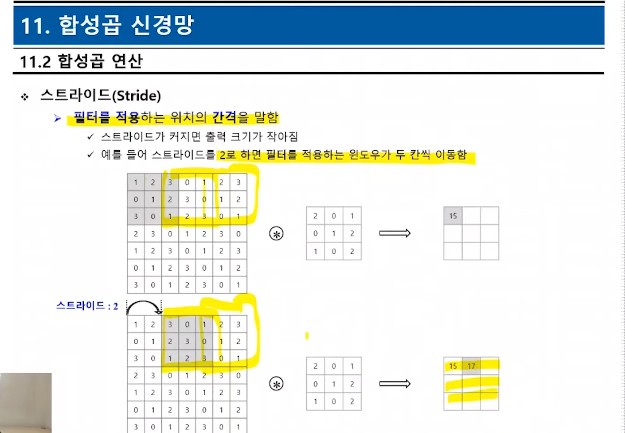 11. 합성곱 신경망
11.2 합성곱 연산
❖ 스트라이드(Stride)
➢ 필터를 적용하는 위치의 간격을 말함
✓ 스트라이드가 커지면 출력 크기가 작아짐
✓ 예를 들어 스트라이드를 2로 하면 필터를 적용하는 윈도우가 두 칸씩 이동함
1 2 3 0 1 2 3
0 1 2 3 0 1 2
3 0 1 2 3 0 1
2 3 0 1 2 3 0
1 2 3 0 1 2 3
0 1 2 3 0 1 2
3 0 1 2 3 0 1
2 0 1
0 1 2
1 0 2
15
스트라이드 : 2
1 2 3 0 1 2 3
0 1 2 3 0 1 2
3 0 1 2 3 0 1
2 3 0 1 2 3 0
1 2 3 0 1 2 3
0 1 2 3 0 1 2
3 0 1 2 3 0 1
2 0 1
0 1 2
1 0 2
15 17